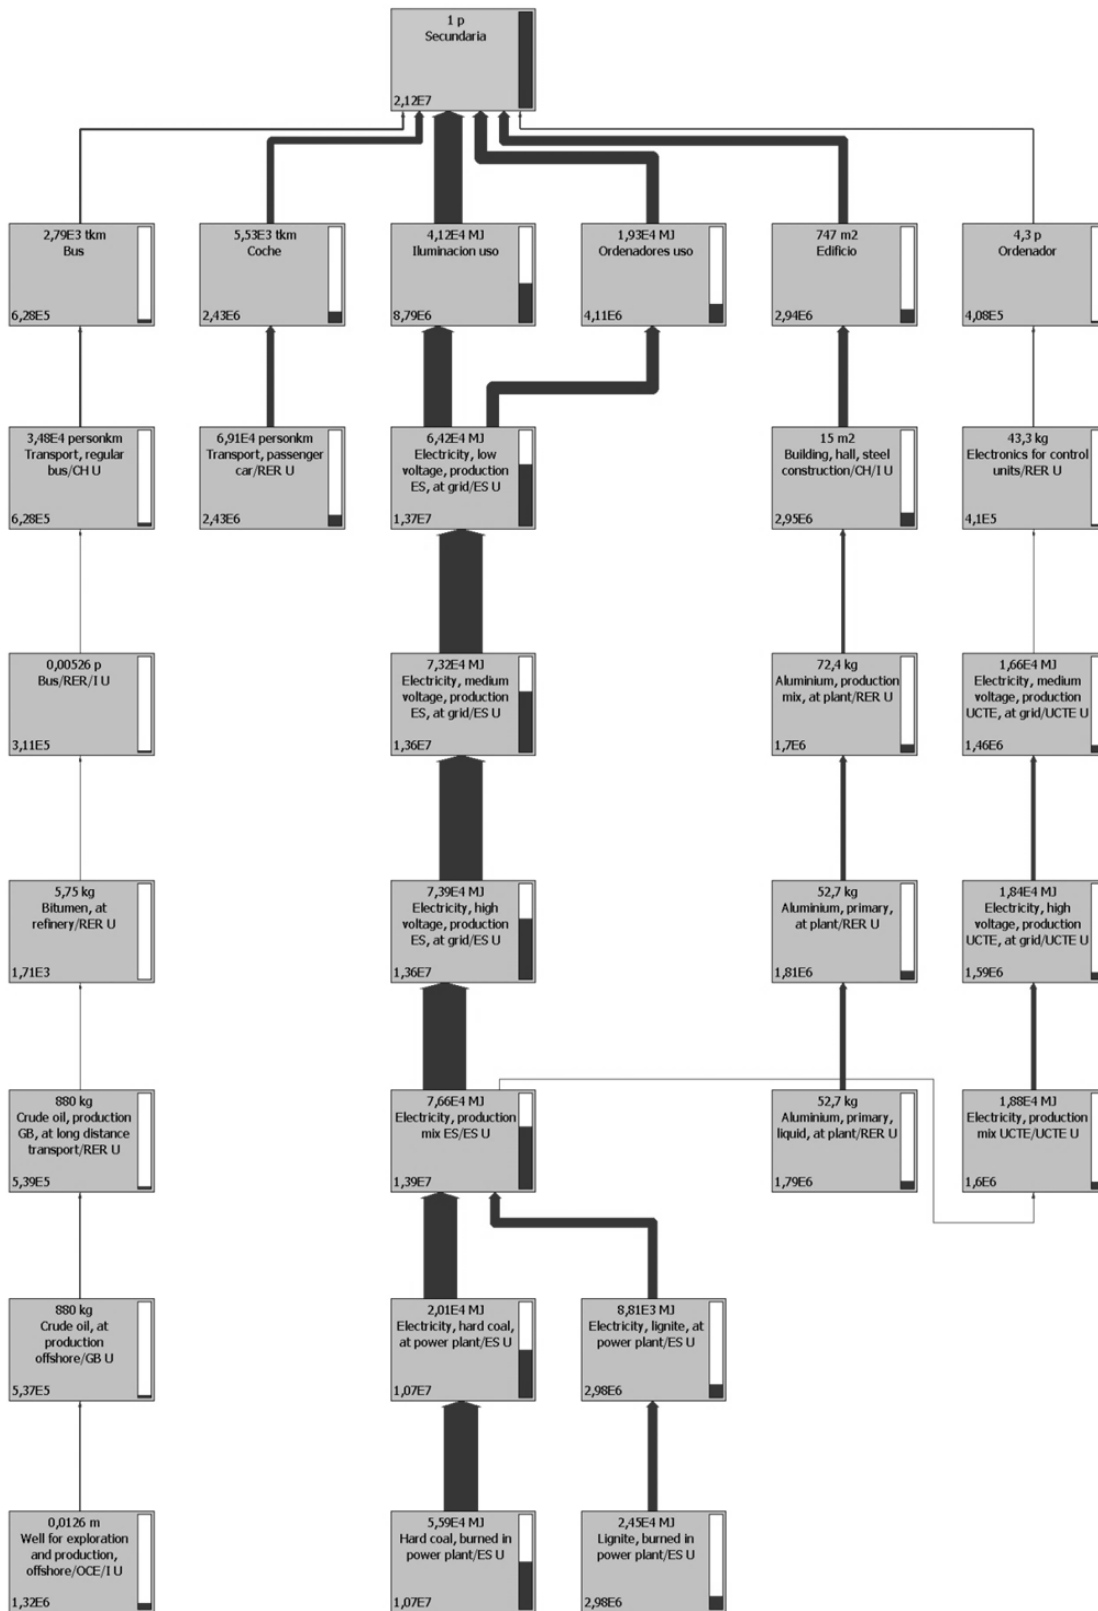 1 p
Secundaria
2,12E7
2,79E3 tkm
Bus
6,28E5
5,53E3 tkm
Coche
2,43E6
4,12E4 MJ
Iluminacion uso
8,79E6
1,93E4 MJ
Ordenadores uso
4,11E6
747 m2
Edificio
2,94E6
4,3 p
Ordenador
4,08E5
3,48E4 personkm
Transport, regular
bus/CH U
6,28E5
6,91E4 personkm
Transport, passenger
car/RER U
2,43E6
6,42E4 MJ
Electricity, low
voltage, production
ES, at grid/ES U
1,37E7
15 m2
Building, hall, steel
construction/CH/I U
2,95E6
43,3 kg
Electronics for control
units/RER U
4,1E5
0,00526 p
Bus/RER/I U
3,11E5
7,32E4 MJ
Electricity, medium
voltage, production
ES, at grid/ES U
1,36E7
72,4 kg
Aluminium, production
mix, at plant/RER U
1,7E6
1,66E4 MJ
Electricity, medium
voltage, production
UCTE, at grid/UCTE U
1,46E6
5,75 kg
Bitumen, at
refinery/RER U
1,71E3
7,39E4 MJ
Electricity, high
voltage, production
ES, at grid/ES U
1,36E7
52,7 kg
Aluminium, primary,
at plant/RER U
1,81E6
1,84E4 MJ
Electricity, high
voltage, production
UCTE, at grid/UCTE U
1,59E6
880 kg
Crude oil, production
GB, at long distance
transport/RER U
5,39E5
7,66E4 MJ
Electricity, production
mix ES/ES U
1,39E7
52,7 kg
Aluminium, primary,
liquid, at plant/RER U
1,79E6
1,88E4 MJ
Electricity, production
mix UCTE/UCTE U
1,6E6
880 kg
Crude oil, at
production
offshore/GB U
5,37E5
2,01E4 MJ
Electricity, hard coal,
at power plant/ES U
1,07E7
8,81E3 MJ
Electricity, lignite, at
power plant/ES U
2,98E6
0,0126 m
Well for exploration
and production,
offshore/OCE/I U
1,32E6
5,59E4 MJ
Hard coal, burned in
power plant/ES U
1,07E7
2,45E4 MJ
Lignite, burned in
power plant/ES U
2,98E6